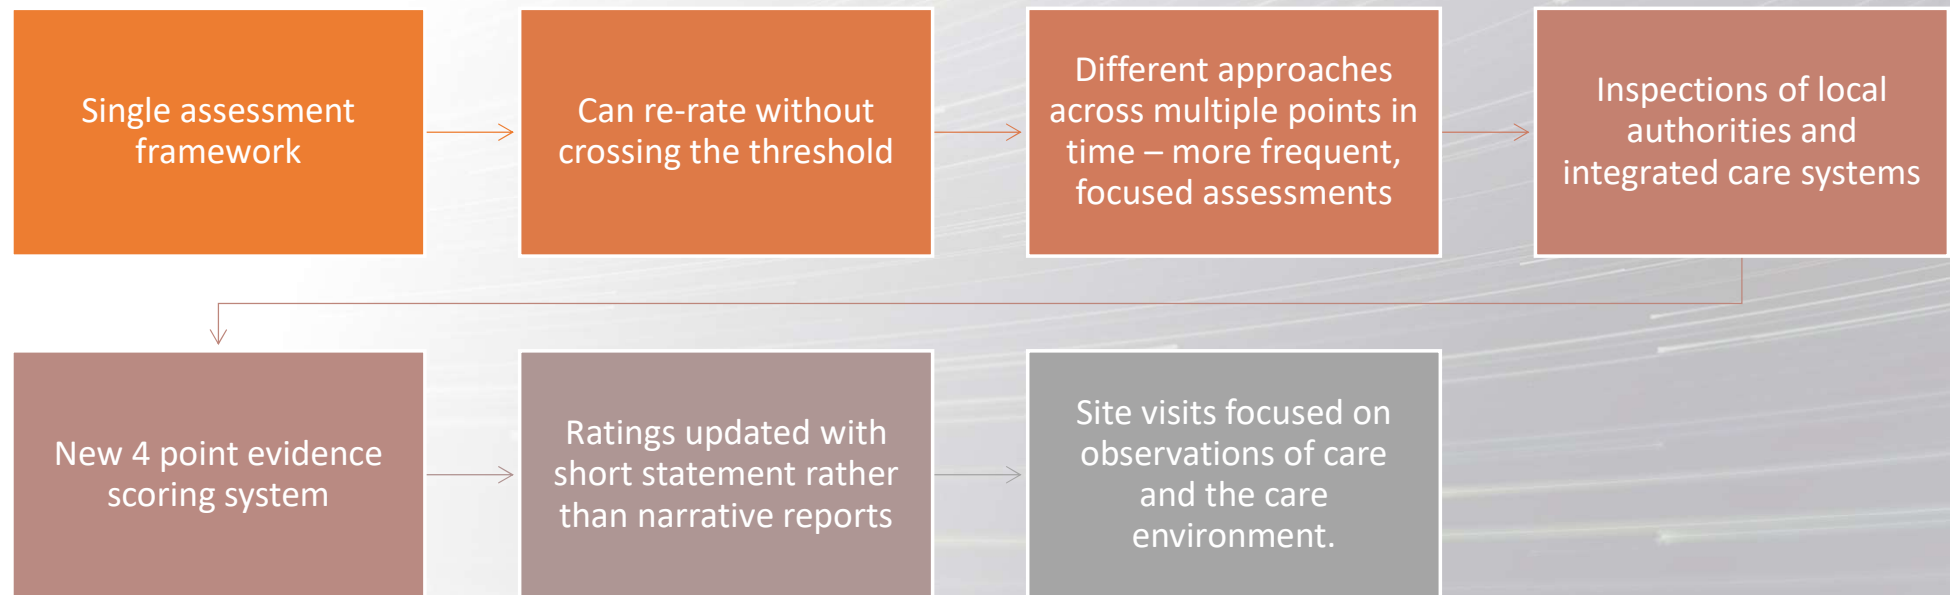 Single assessment
framework
Can re-rate without
crossing the threshold
Different approaches
across multiple points in
time – more frequent,
focused assessments
Inspections of local
authorities and
integrated care systems
New 4 point evidence
scoring system
Ratings updated with
short statement rather
than narrative reports
Site visits focused on
observations of care
and the care
environment.